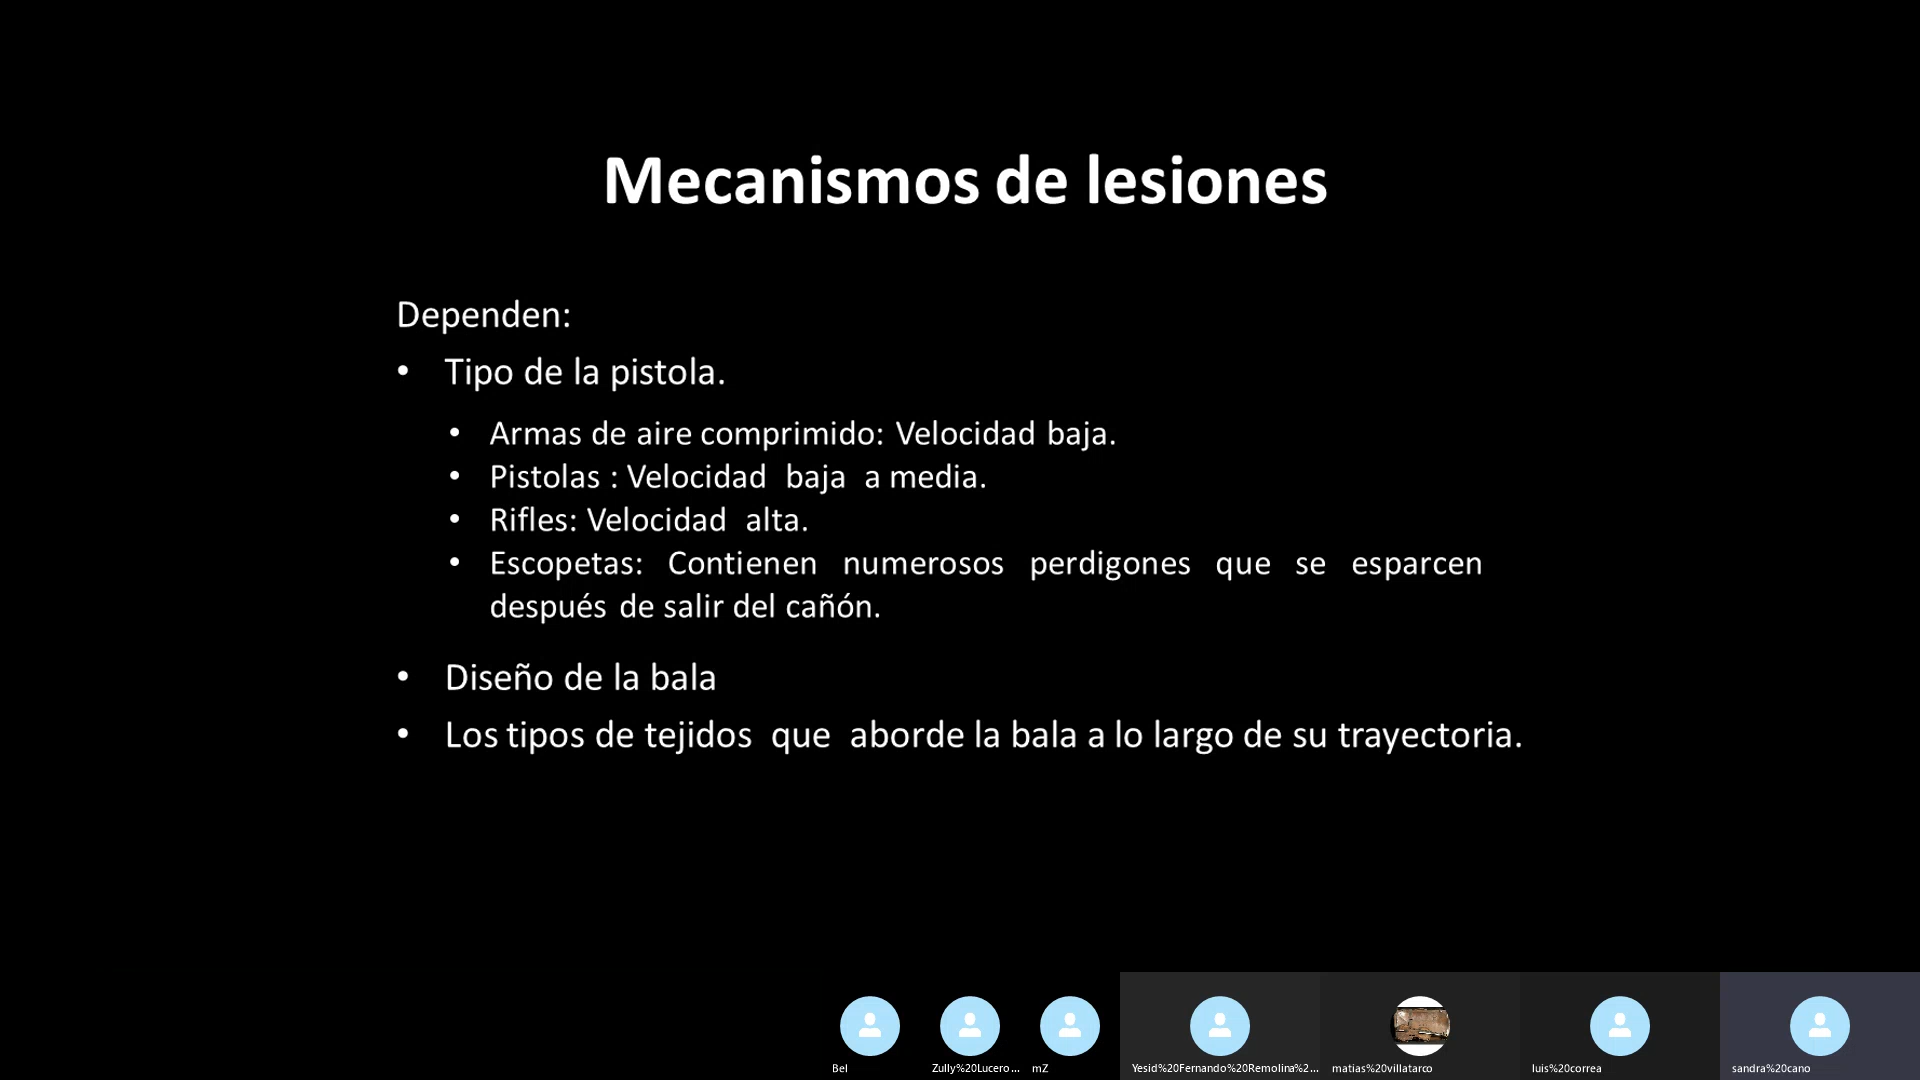 Mecanismos de lesiones
Dependen:
• Tipo de la pistola.
• Armas de aire comprimido: Velocidad baja.
• Pistolas : Velocidad baja a media.
• Rifles: Velocidad alta.
• Escopetas: Contienen numerosos perdigones que se esparcen
después de salir del cañón.
• Diseño de la bala
• Los tipos de tejidos que aborde la bala a lo largo de su trayectoria.
Bel
Zully%20Lucero...
mZ
Yesid%20Fernando%20Remolina%2...
matias%20villatarco
luis%20correa
sandra%20cano